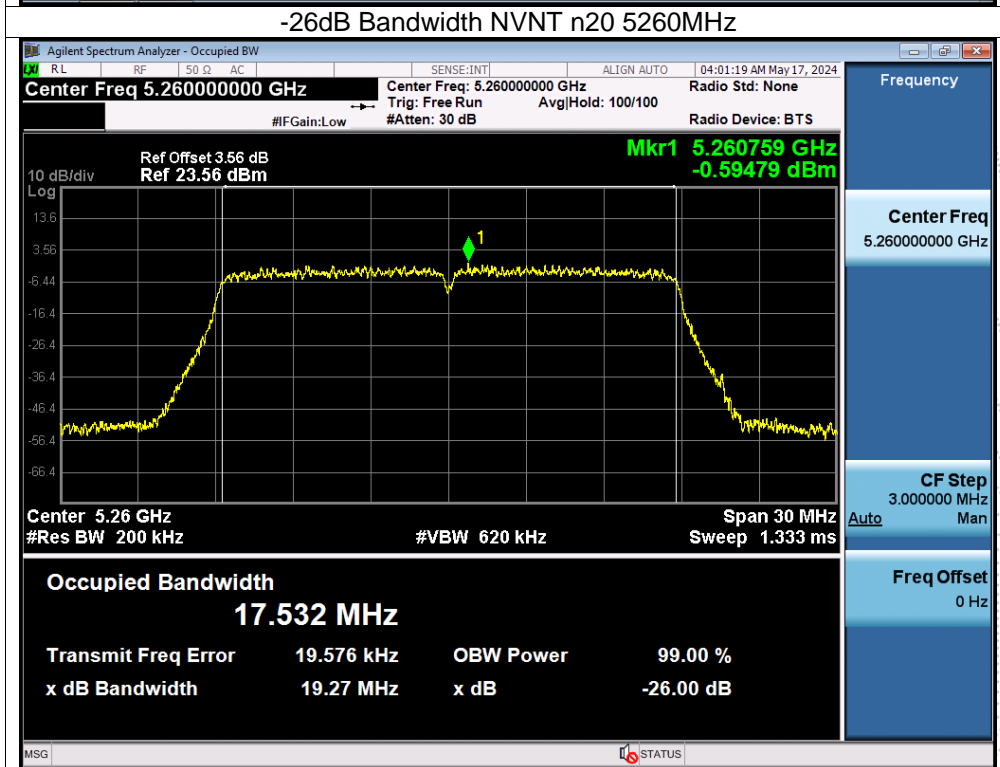 -26dB Bandwidth NVNT n20 5260MHz
Agilent Spectrum Analyzer - Occupied BW
LXI RL RF 50 Ω AC SENSE:INT ALIGN AUTO 04:01:19 AM May 17, 2024
Center Freq 5.260000000 GHz
Center Freq: 5.260000000 GHz Radio Std: None
Trig: Free Run Avg|Hold: 100/100
#IFGain:Low #Atten: 30 dB Radio Device: BTS
Frequency
Mkr1 5.260759 GHz
-0.59479 dBm
Ref Offset 3.56 dB
10 dB/div Ref 23.56 dBm
Log
13.6
3.56
-6.44
-16.4
-26.4
-36.4
-46.4
-56.4
-66.4
1
Center Freq
5.260000000 GHz
CF Step
3.000000 MHz
Auto Man
Freq Offset
0 Hz
Center 5.26 GHz Span 30 MHz
#Res BW 200 kHz #VBW 620 kHz Sweep 1.333 ms
Occupied Bandwidth
17.532 MHz
Transmit Freq Error 19.576 kHz OBW Power 99.00 %
x dB Bandwidth 19.27 MHz x dB -26.00 dB
MSG STATUS